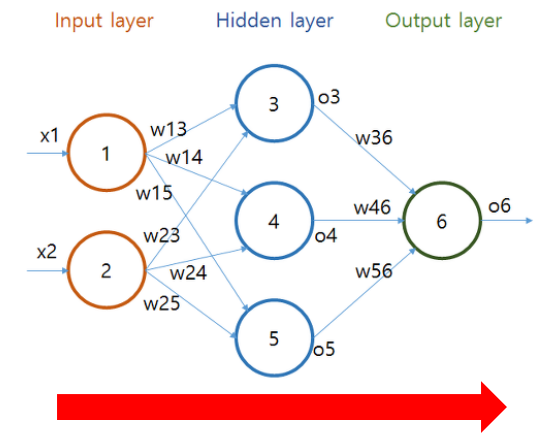 Input layer Hidden layer Output layer
x1
1
w13
w14
w15
x2
2
w23
w24
w25
3
o3
4
o4
5
o5
w36
w46
w56
6
o6